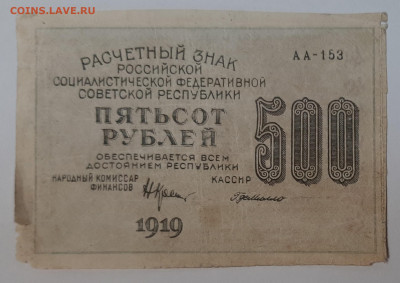 COINS.LAVE.RU
РАСЧЕТНЫЙ ЗНАК
РОССИЙСКОЙ
СОЦИАЛИСТИЧЕСКОЙ ФЕДЕРАТИВНОЙ
СОВЕТСКОЙ РЕСПУБЛИКИ
АА-153
ПЯТЬСОТ
РУБЛЕЙ
500
ОБЕСПЕЧИВАЕТСЯ ВСЕМ
ДОСТОЯНИЕМ РЕСПУБЛИКИ
НАРОДНЫЙ КОМИССАР
ФИНАНСОВ
КАССИР
1919